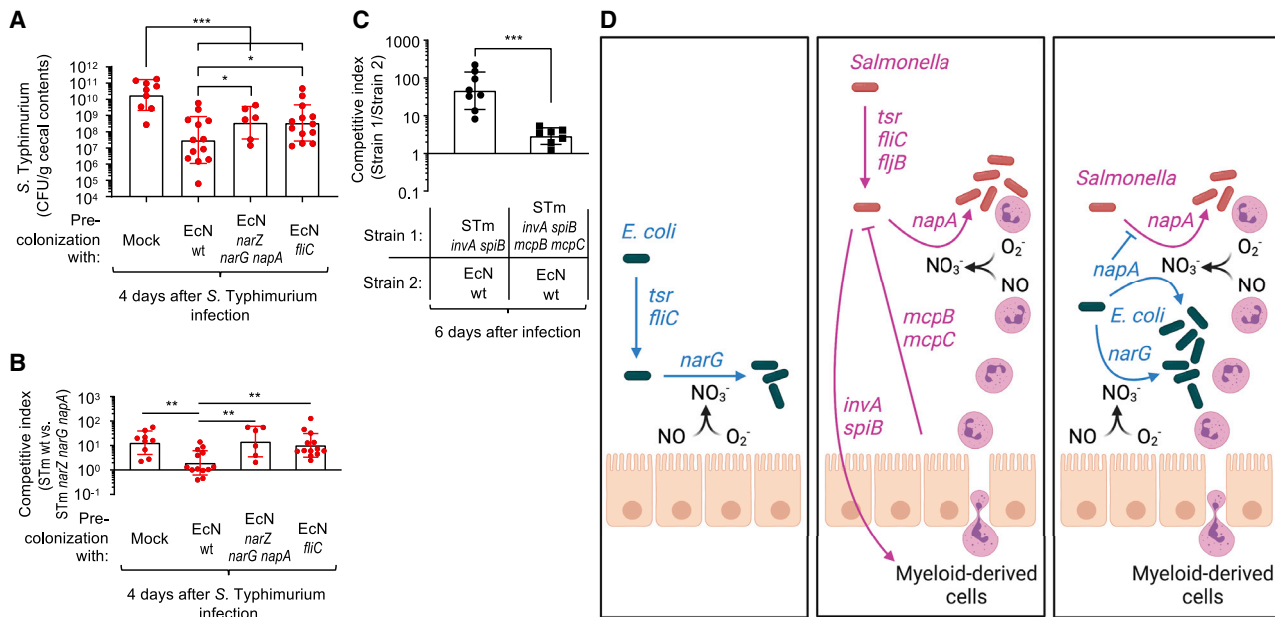 A
***
*
*
S. Typhimurium
(CFU/g cecal contents)
10¹²
10¹¹
10¹⁰
10⁹
10⁸
10⁷
10⁶
10⁵
10⁴
Pre-
colonization
with:
Mock
EcN
wt
EcN
narZ
narG napA
EcN
fliC
4 days after S. Typhimurium
infection
B
**
**
**
Competitive index
(STm wt vs.
STm narZ narG napA)
10³
10²
10¹
10⁰
10⁻¹
Pre-
colonization
with:
Mock
EcN
wt
EcN
narZ
narG napA
EcN
fliC
4 days after S. Typhimurium
infection
C
***
Competitive index
(Strain 1/Strain 2)
1000
100
10
1
0.1
Strain 1:
STm
invA spiB
STm
invA spiB
mcpB mcpC
Strain 2:
EcN
wt
EcN
wt
6 days after infection
D
E. coli
tsr
fliC
narG
NO₃⁻
NO
O₂⁻
Salmonella
tsr
fliC
fljB
napA
O₂⁻
NO₃⁻
NO
mcpB
mcpC
invA
spiB
Myeloid-derived
cells
Salmonella
napA
O₂⁻
NO₃⁻
NO
napA
E. coli
narG
NO₃⁻
NO
O₂⁻
Myeloid-derived
cells